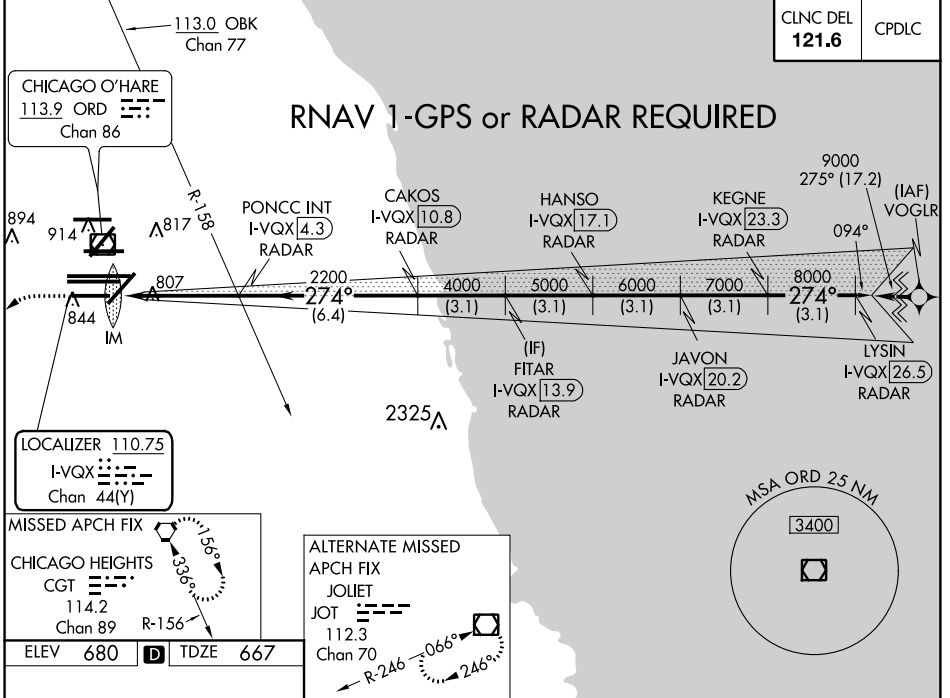 113.0 OBK
Chan 77
CLNC DEL
121.6
CPDLC
CHICAGO O'HARE
113.9 ORD
Chan 86
RNAV 1-GPS or RADAR REQUIRED
R-158
894
914
817
807
844
IM
PONCC INT
I-VQX 4.3
RADAR
CAKOS
I-VQX 10.8
RADAR
HANSO
I-VQX 17.1
RADAR
KEGNE
I-VQX 23.3
RADAR
9000
275° (17.2)
(IAF)
VOGLR
094°
2200
274°
(6.4)
4000
(3.1)
5000
(3.1)
6000
(3.1)
7000
(3.1)
8000
274°
(3.1)
(IF)
FITAR
I-VQX 13.9
RADAR
JAVON
I-VQX 20.2
RADAR
LYSIN
I-VQX 26.5
RADAR
2325
LOCALIZER 110.75
I-VQX
Chan 44(Y)
MISSED APCH FIX
CHICAGO HEIGHTS
CGT
114.2
Chan 89
156°
336°
R-156
ALTERNATE MISSED
APCH FIX
JOLIET
JOT
112.3
Chan 70
R-246
066°
246°
MSA ORD 25 NM
3400
ELEV 680 D TDZE 667